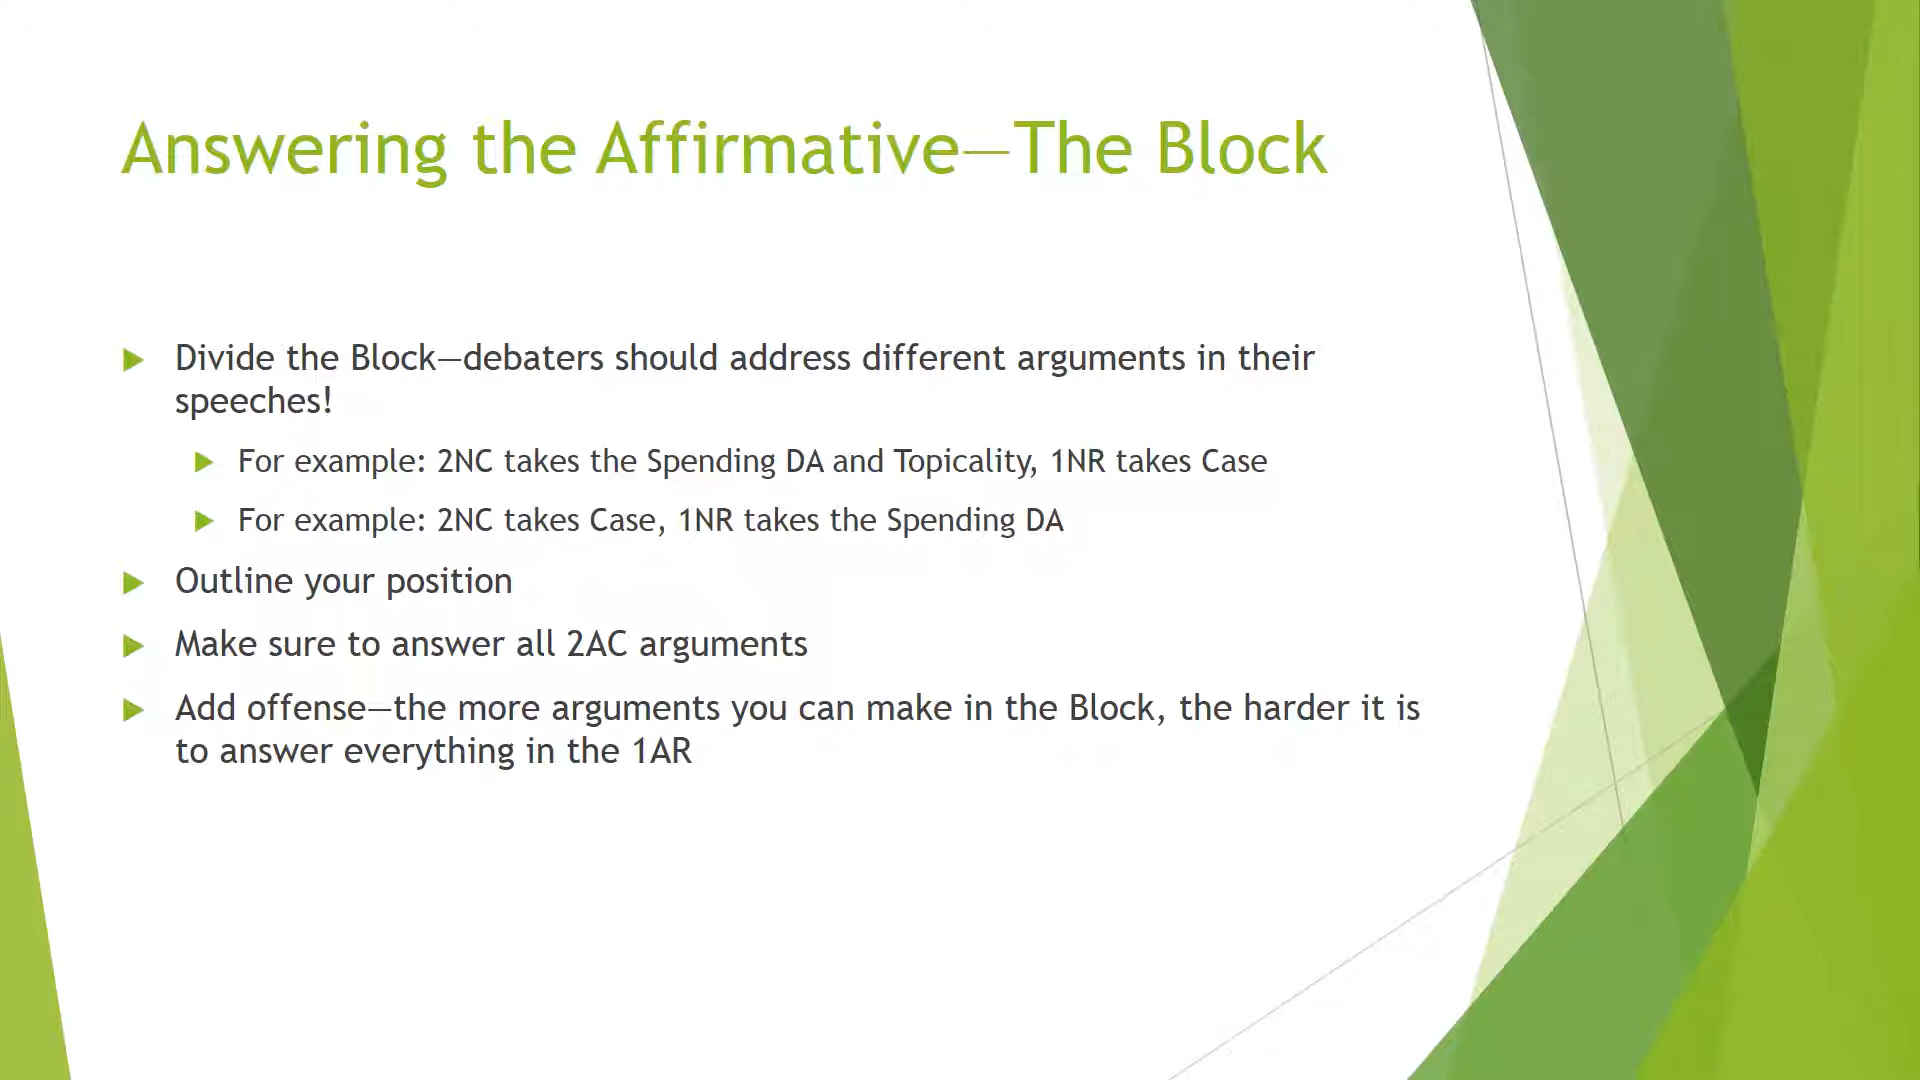 Answering the Affirmative—The Block
Divide the Block—debaters should address different arguments in their
speeches!
For example: 2NC takes the Spending DA and Topicality, 1NR takes Case
For example: 2NC takes Case, 1NR takes the Spending DA
Outline your position
Make sure to answer all 2AC arguments
Add offense—the more arguments you can make in the Block, the harder it is
to answer everything in the 1AR